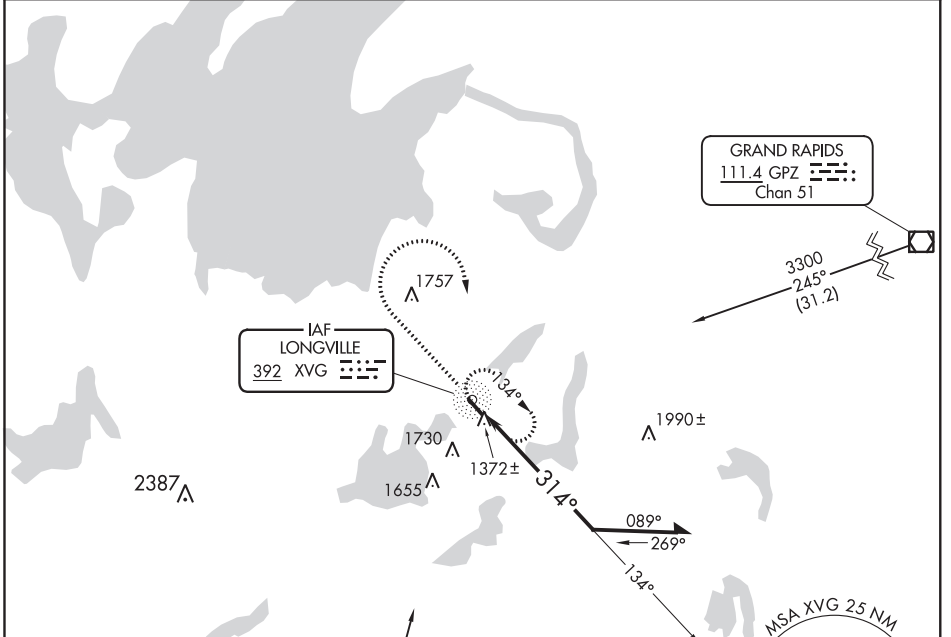 GRAND RAPIDS
111.4 GPZ
Chan 51
3300
245°
(31.2)
1757
IAF
LONGVILLE
392 XVG
134°
1990±
1730
1372±
2387
1655
314°
089°
269°
134°
MSA XVG 25 NM